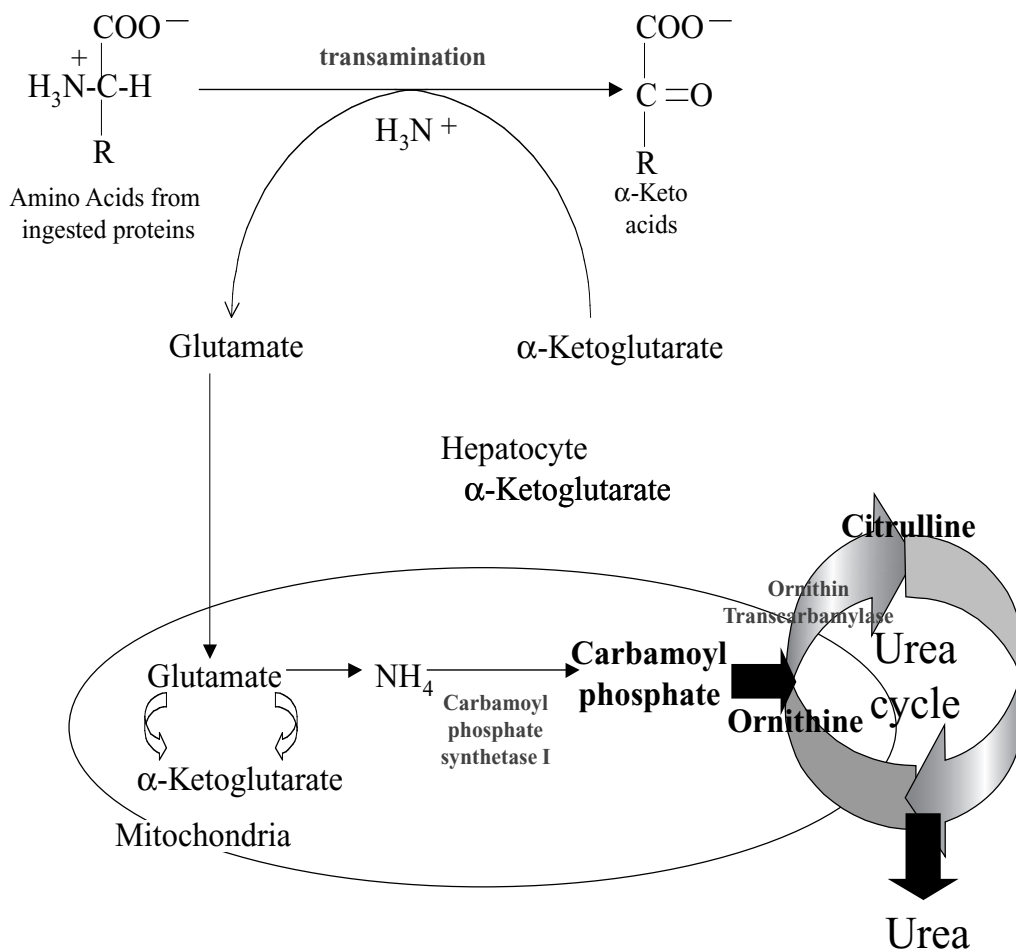 COO—
+
H₃N-C-H
R
Amino Acids from
ingested proteins
transamination
H₃N +
COO—
C =O
R
α-Keto
acids
Glutamate
α-Ketoglutarate
Hepatocyte
α-Ketoglutarate
Citrulline
Ornithin
Transcarbamylase
Urea
cycle
Glutamate
NH₄
Carbamoyl
phosphate
synthetase I
Carbamoyl
phosphate
Ornithine
α-Ketoglutarate
Mitochondria
Urea